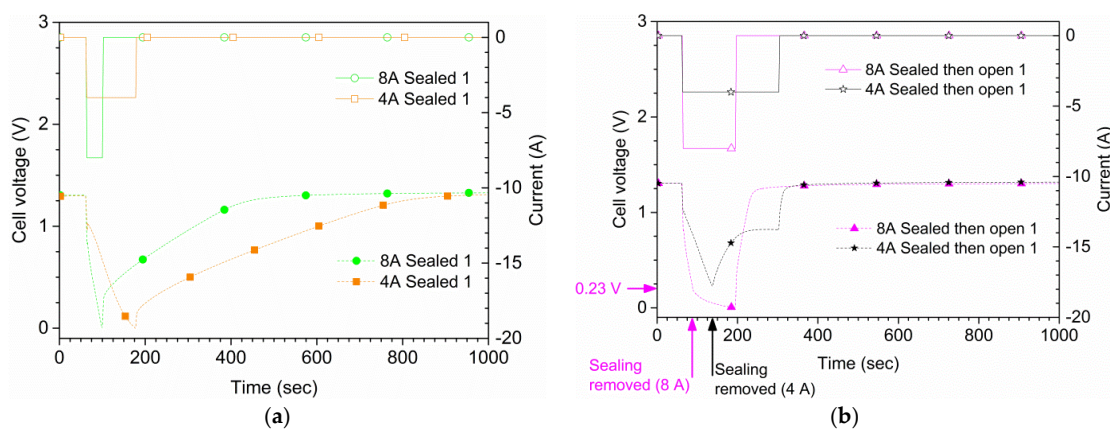 3
2
1
0
Cell voltage (V)
0
-5
-10
-15
-20
Current (A)
8A Sealed 1
4A Sealed 1
8A Sealed 1
4A Sealed 1
0
200
400
600
800
1000
Time (sec)
(a)
3
2
1
0
Cell voltage (V)
0
-5
-10
-15
-20
Current (A)
8A Sealed then open 1
4A Sealed then open 1
8A Sealed then open 1
4A Sealed then open 1
0.23 V
0
200
400
600
800
1000
Time (sec)
Sealing
removed (8 A)
Sealing
removed (4 A)
(b)